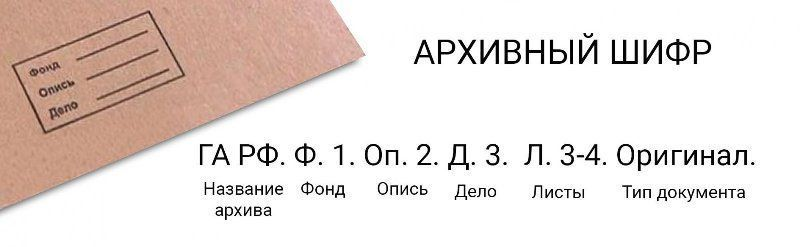 Фонд
Опись
Дело
АРХИВНЫЙ ШИФР
ГА РФ. Ф. 1. Оп. 2. Д. 3. Л. 3-4. Оригинал.
Название архива
Фонд
Опись
Дело
Листы
Тип документа